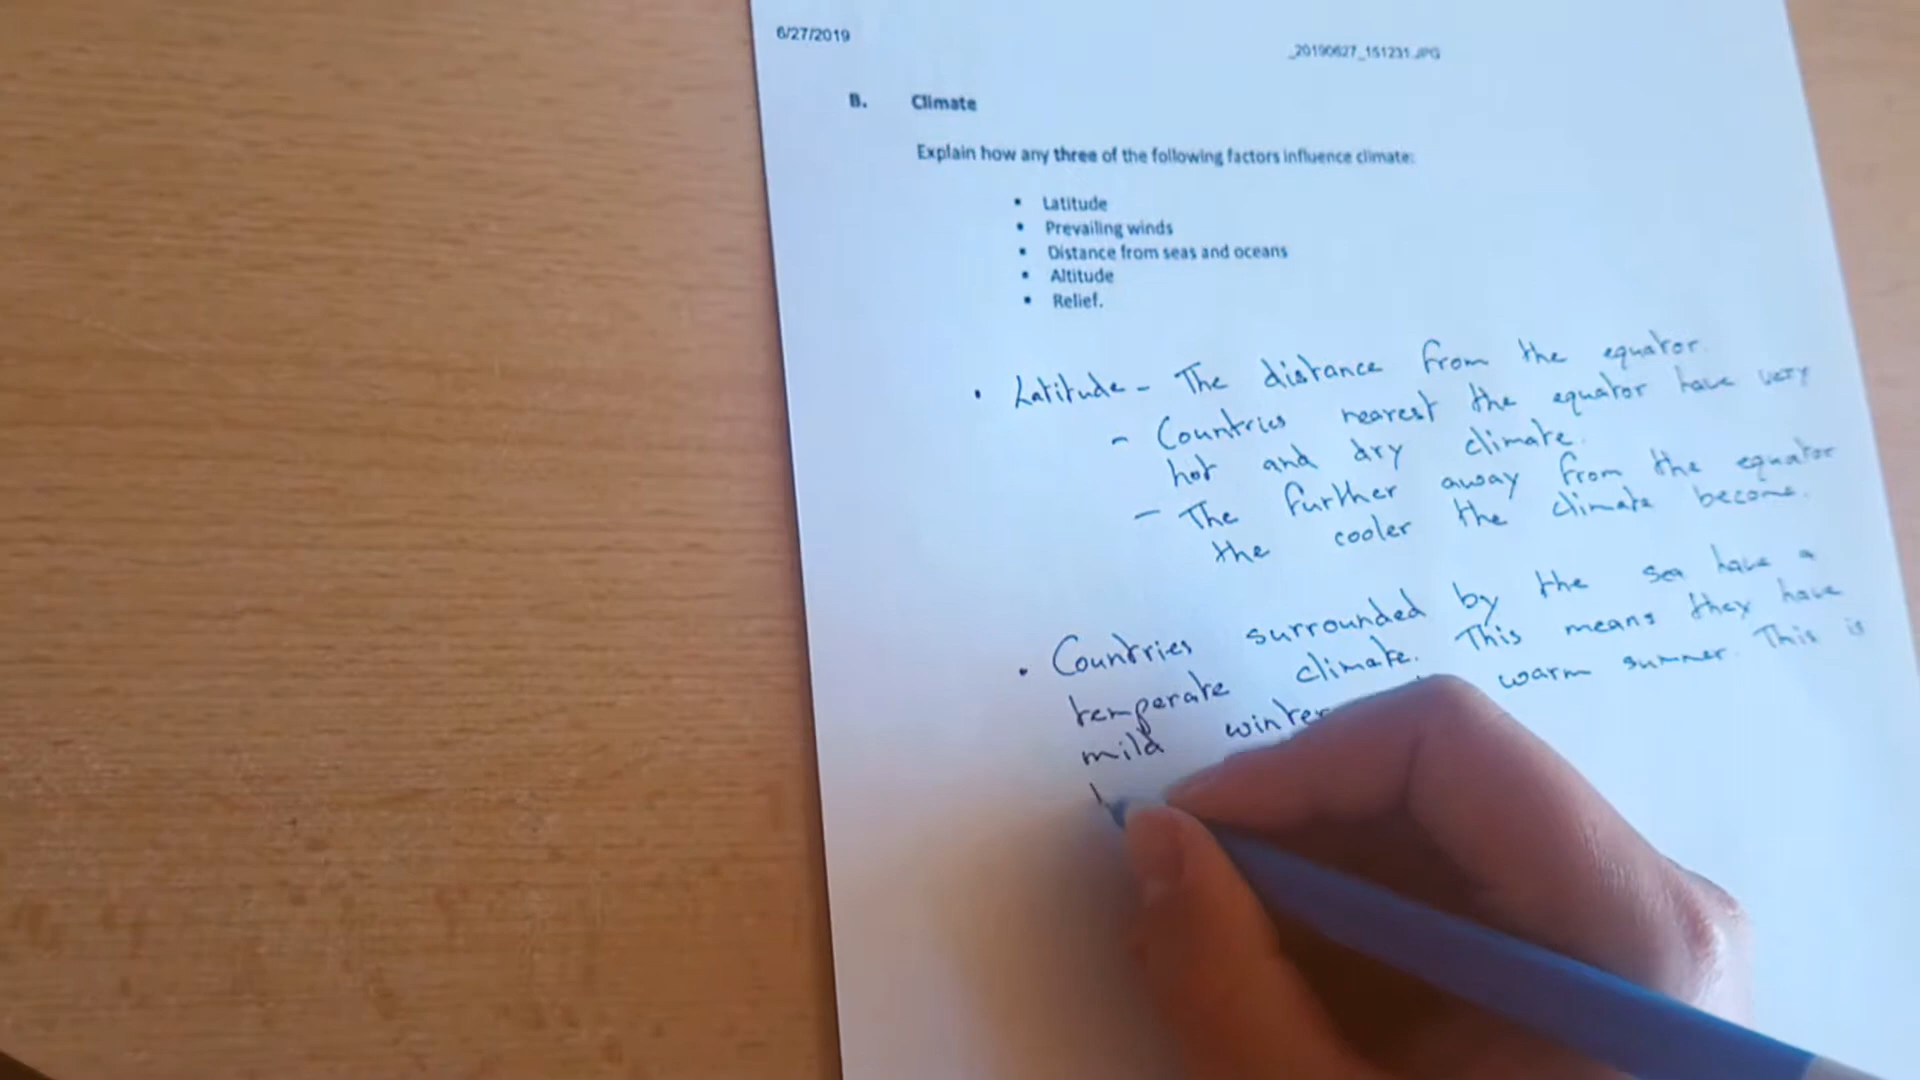 6/27/2019
_20190627_151231.JPG
B. Climate
Explain how any three of the following factors influence climate:
• Latitude
• Prevailing winds
• Distance from seas and oceans
• Altitude
• Relief.
• Latitude - The distance from the equator.
- Countries nearest the equator have very
hot and dry climate.
- The further away from the equator
the cooler the climate become.
• Countries surrounded by the sea have a
temperate climate. This means they have
mild winter warm summer. This is